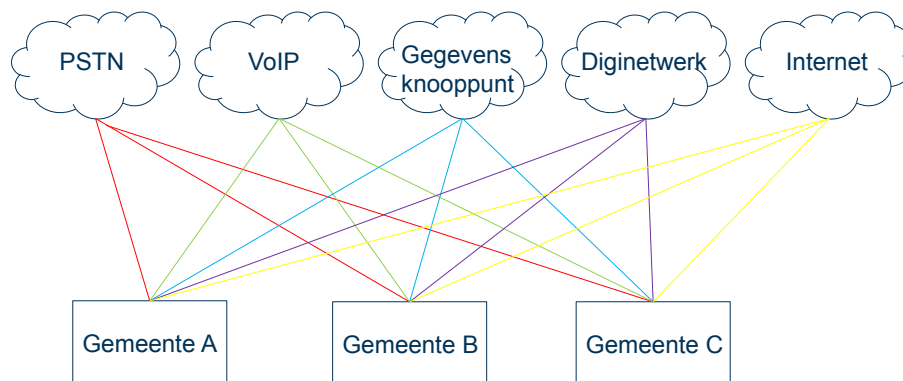 PSTN
VoIP
Gegevens
knooppunt
Diginetwerk
Internet
Gemeente A
Gemeente B
Gemeente C